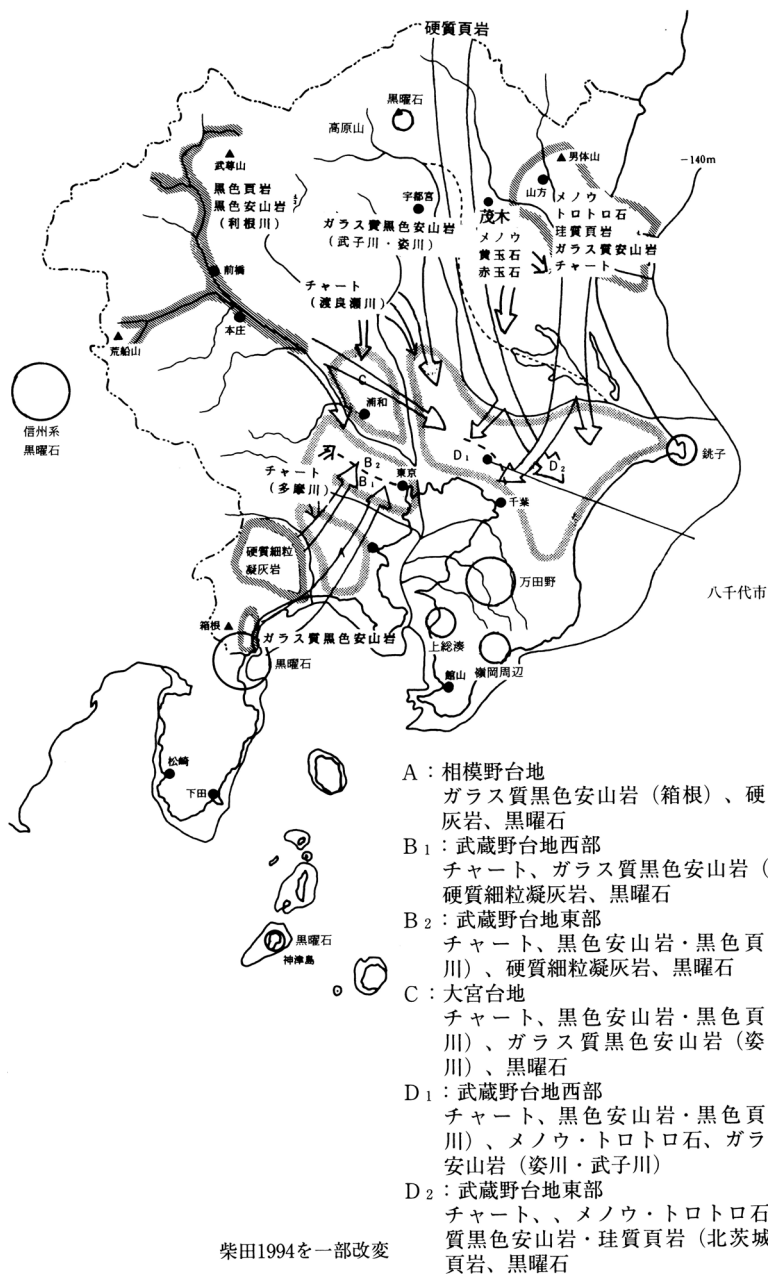 硬質頁岩
黒曜石
高原山
武尊山
男体山
-140m
山方
黒色頁岩
黒色安山岩
(利根川)
宇都宮
ガラス質黒色安山岩
(武子川・姿川)
茂木
メノウ
黄玉石
赤玉石
メノウ
トロトロ石
珪質頁岩
ガラス質安山岩
チャート
前橋
チャート
(渡良瀬川)
本庄
荒船山
C
浦和
信州系
黒曜石
チャート
(多摩川)
B2
B1
東京
D1
D2
銚子
千葉
硬質細粒
凝灰岩
A
万田野
八千代市
箱根
ガラス質黒色安山岩
黒曜石
上総湊
嶺岡周辺
館山
松崎
下田
黒曜石
神津島
A:相模野台地
ガラス質黒色安山岩(箱根)、硬
灰岩、黒曜石
B1:武蔵野台地西部
チャート、ガラス質黒色安山岩(
硬質細粒凝灰岩、黒曜石
B2:武蔵野台地東部
チャート、黒色安山岩・黒色頁
川)、硬質細粒凝灰岩、黒曜石
C:大宮台地
チャート、黒色安山岩・黒色頁
川)、ガラス質黒色安山岩(姿
川)、黒曜石
D1:武蔵野台地西部
チャート、黒色安山岩・黒色頁
川)、メノウ・トロトロ石、ガラ
安山岩(姿川・武子川)
D2:武蔵野台地東部
チャート、、メノウ・トロトロ石
質黒色安山岩・珪質頁岩(北茨城
頁岩、黒曜石
柴田1994を一部改変